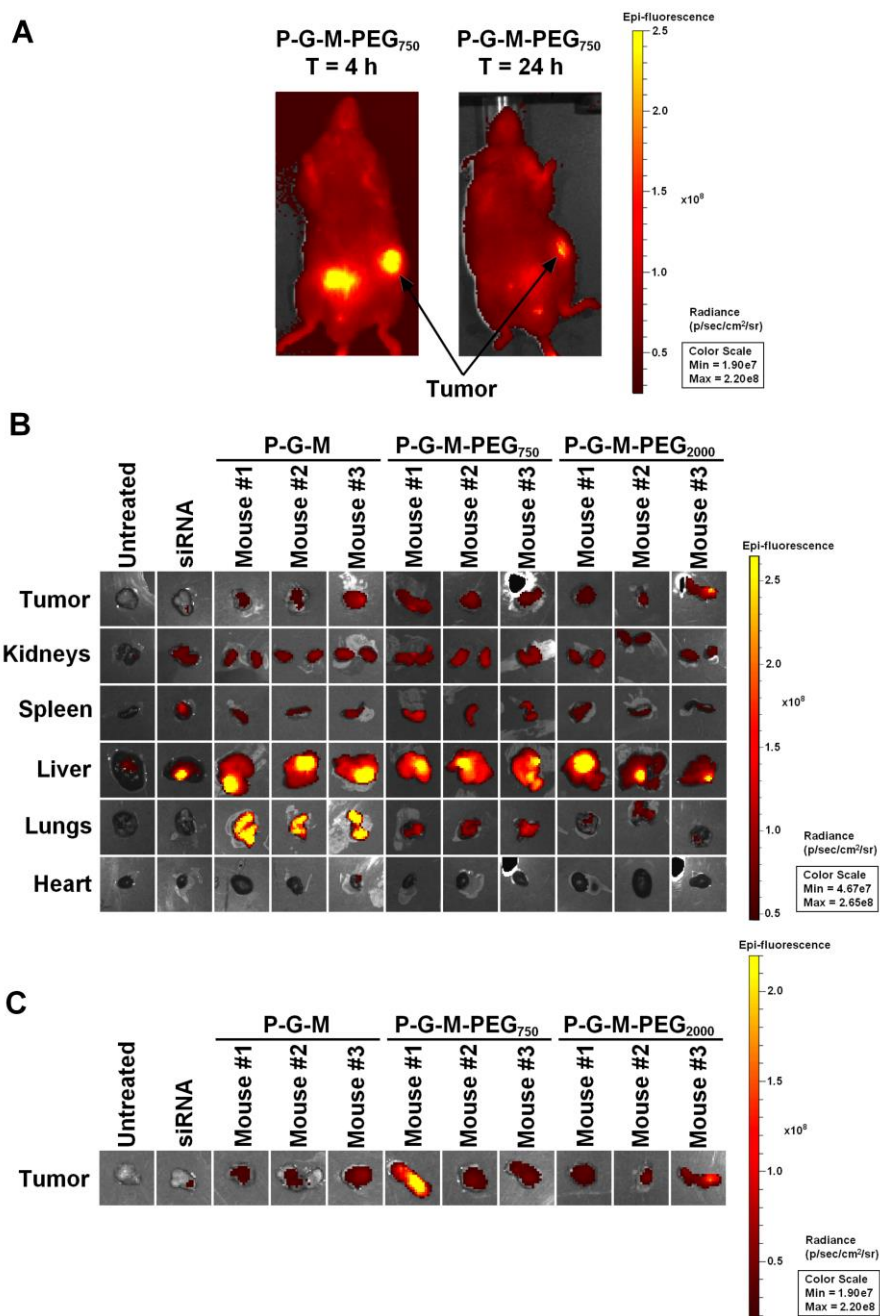 A
P-G-M-PEG750
T = 4 h
P-G-M-PEG750
T = 24 h
Tumor
Epi-fluorescence
2.5
2.0
1.5
x10⁸
1.0
0.5
Radiance
(p/sec/cm²/sr)
Color Scale
Min = 1.90e7
Max = 2.20e8
B
P-G-M
P-G-M-PEG750
P-G-M-PEG2000
Untreated
siRNA
Mouse #1
Mouse #2
Mouse #3
Mouse #1
Mouse #2
Mouse #3
Mouse #1
Mouse #2
Mouse #3
Tumor
Kidneys
Spleen
Liver
Lungs
Heart
Epi-fluorescence
2.5
2.0
x10⁸
1.5
1.0
0.5
Radiance
(p/sec/cm²/sr)
Color Scale
Min = 4.67e7
Max = 2.65e8
C
P-G-M
P-G-M-PEG750
P-G-M-PEG2000
Untreated
siRNA
Mouse #1
Mouse #2
Mouse #3
Mouse #1
Mouse #2
Mouse #3
Mouse #1
Mouse #2
Mouse #3
Tumor
Epi-fluorescence
2.0
1.5
x10⁸
1.0
0.5
Radiance
(p/sec/cm²/sr)
Color Scale
Min = 1.90e7
Max = 2.20e8